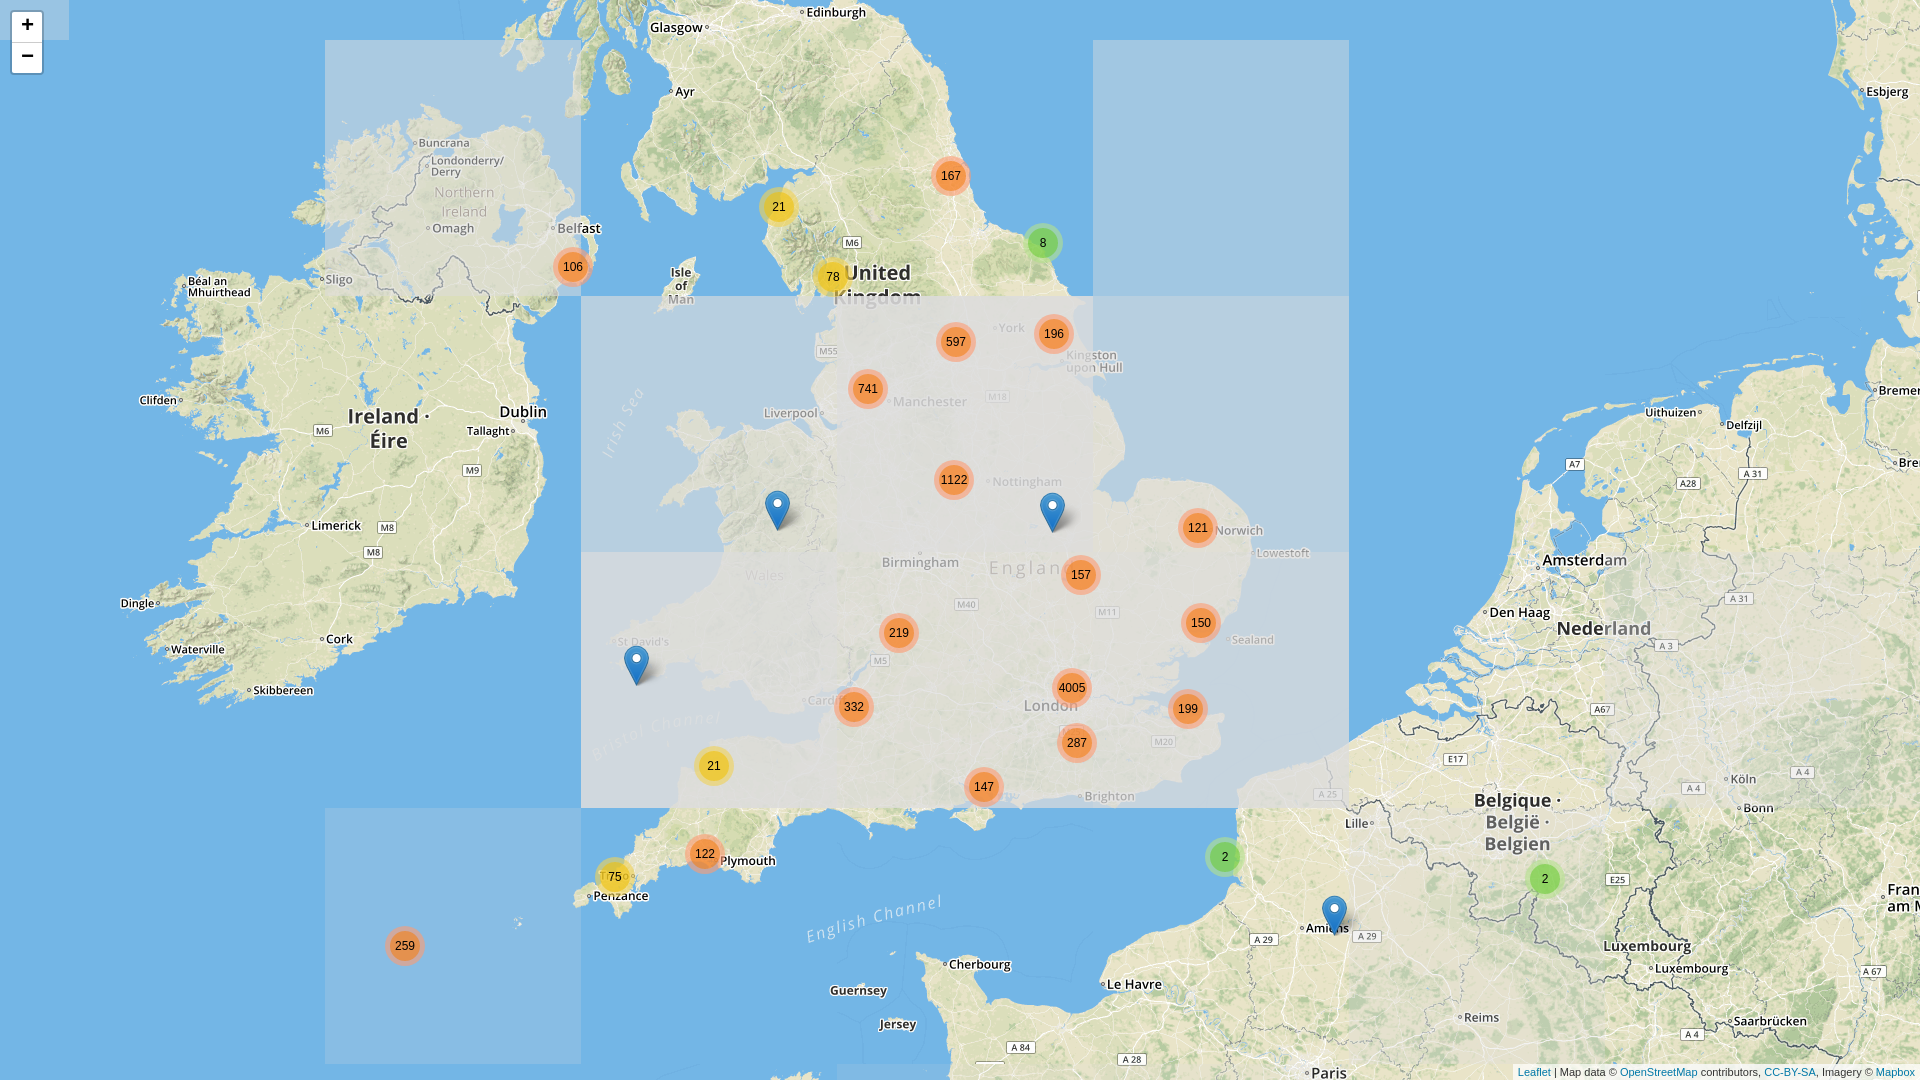 +
−
Edinburgh
Glasgow
Ayr
Esbjerg
Buncrana
Londonderry/
Derry
Northern
Ireland
Omagh
Belfast
167
21
M6
8
106
78
United
Kingdom
Isle
of
Man
Sligo
Béal an
Mhuirthead
York
196
597
M55
Kingston
upon Hull
741
Manchester
M18
Liverpool
Irish Sea
Clifden
Ireland ·
Éire
Dublin
Tallaght
M6
M9
Uithuizen
Delfzijl
A7
A 31
A28
1122
Nottingham
Limerick
M8
M8
121
Norwich
Lowestoft
Birmingham
Englan
157
Wales
Amsterdam
M40
M11
A 31
Dingle
Den Haag
219
150
Nederland
Cork
St David's
Sealand
Waterville
M5
A 3
Skibbereen
4005
London
332
199
A67
Bristol Channel
287
M20
E17
21
Köln
A 4
A 4
147
Brighton
A 25
Belgique ·
België ·
Belgien
Bonn
Lille
122
Plymouth
2
2
E25
75
Penzance
English Channel
Amiens
A 29
A 29
259
Luxembourg
Luxembourg
Cherbourg
A 67
Le Havre
Guernsey
Jersey
Reims
Saarbrücken
A 4
A 84
A 28
Paris
Leaflet | Map data © OpenStreetMap contributors, CC-BY-SA, Imagery © Mapbox